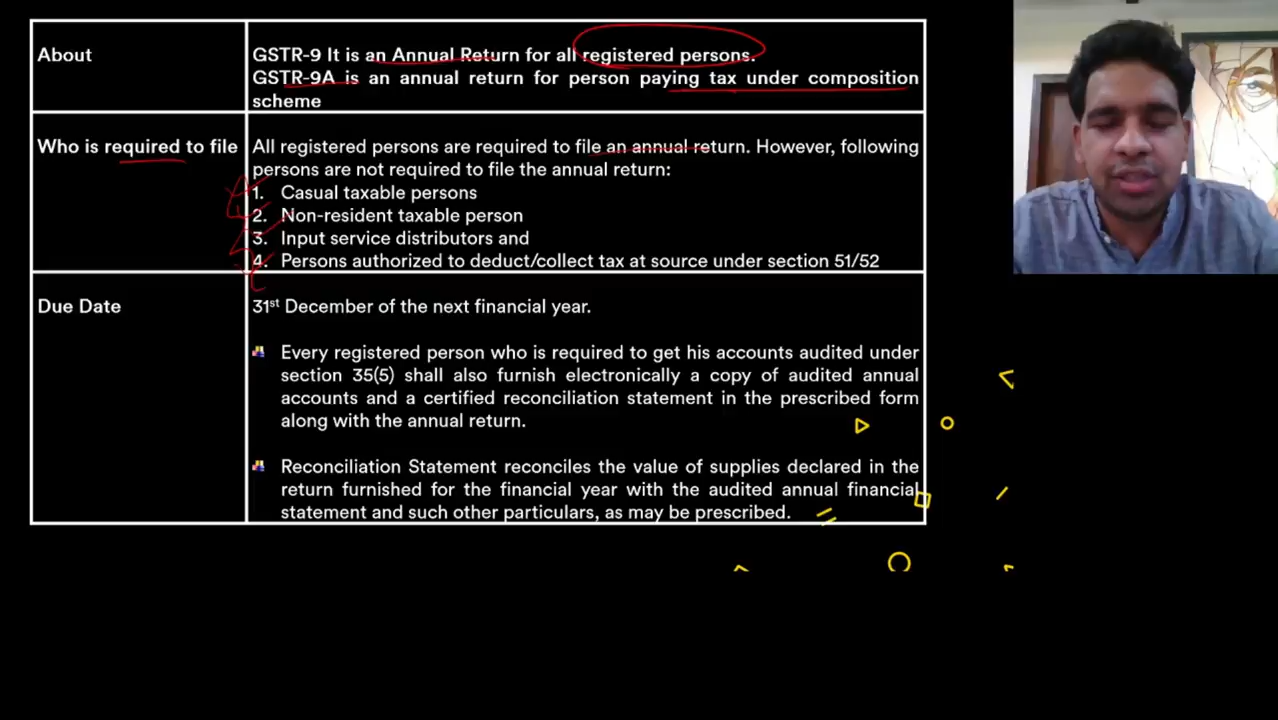 About
GSTR-9 It is an Annual Return for all registered persons.
GSTR-9A is an annual return for person paying tax under composition
scheme
Who is required to file
All registered persons are required to file an annual return. However, following
persons are not required to file the annual return:
1. Casual taxable persons
2. Non-resident taxable person
3. Input service distributors and
4. Persons authorized to deduct/collect tax at source under section 51/52
Due Date
31st December of the next financial year.
Every registered person who is required to get his accounts audited under
section 35(5) shall also furnish electronically a copy of audited annual
accounts and a certified reconciliation statement in the prescribed form
along with the annual return.
Reconciliation Statement reconciles the value of supplies declared in the
return furnished for the financial year with the audited annual financial
statement and such other particulars, as may be prescribed.